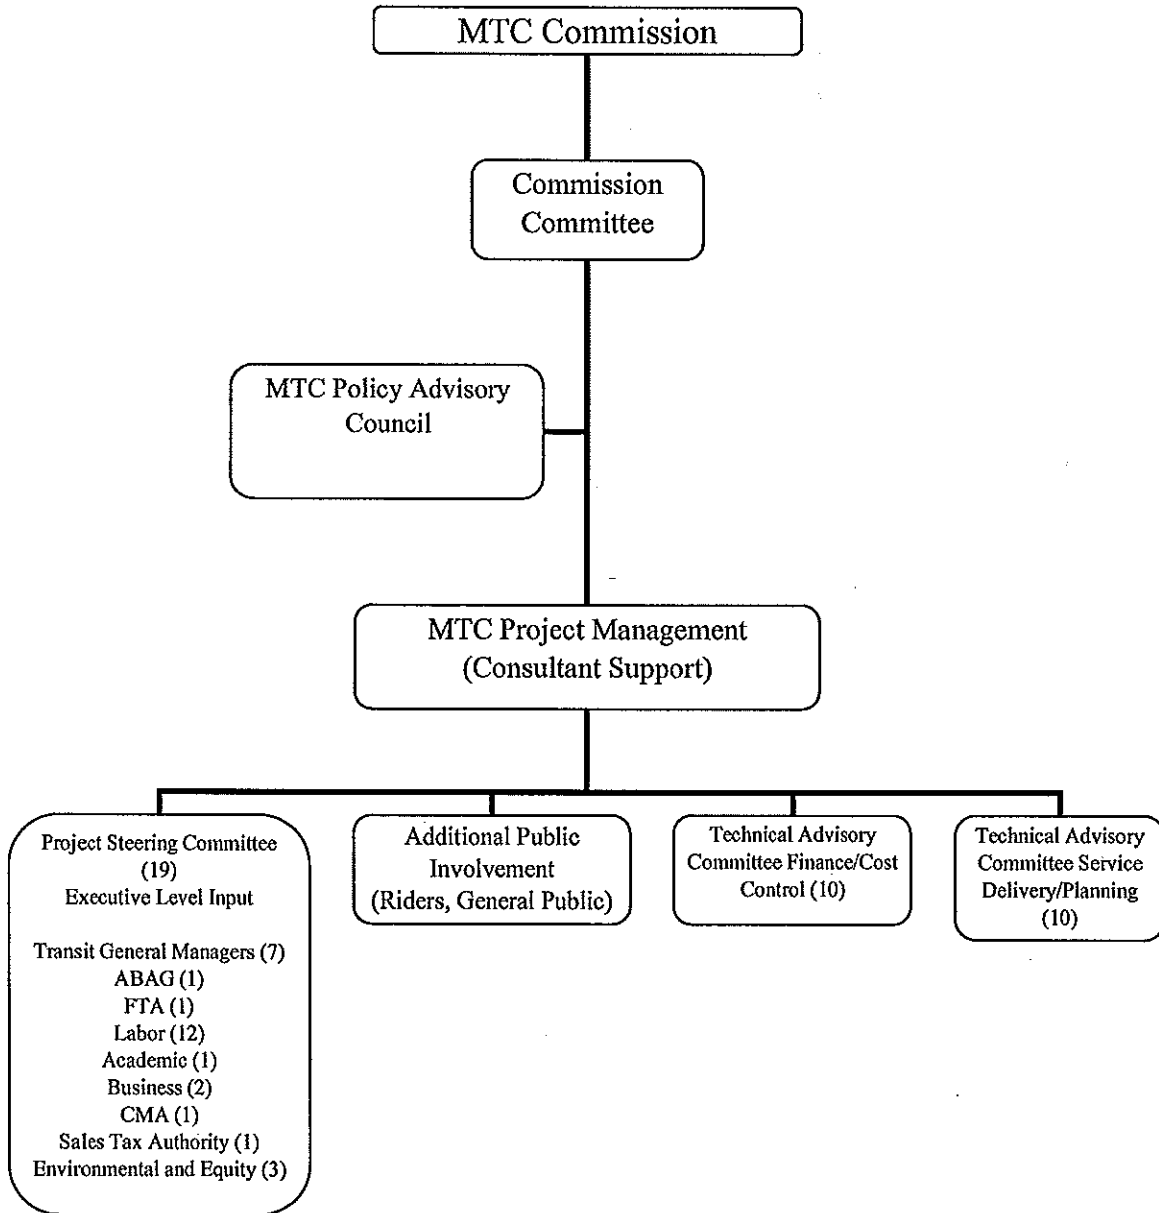 MTC Commission
Commission
Committee
MTC Policy Advisory
Council
MTC Project Management
(Consultant Support)
Project Steering Committee
(19)
Executive Level Input
Transit General Managers (7)
ABAG (1)
FTA (1)
Labor (12)
Academic (1)
Business (2)
CMA (1)
Sales Tax Authority (1)
Environmental and Equity (3)
Additional Public
Involvement
(Riders, General Public)
Technical Advisory
Committee Finance/Cost
Control (10)
Technical Advisory
Committee Service
Delivery/Planning
(10)